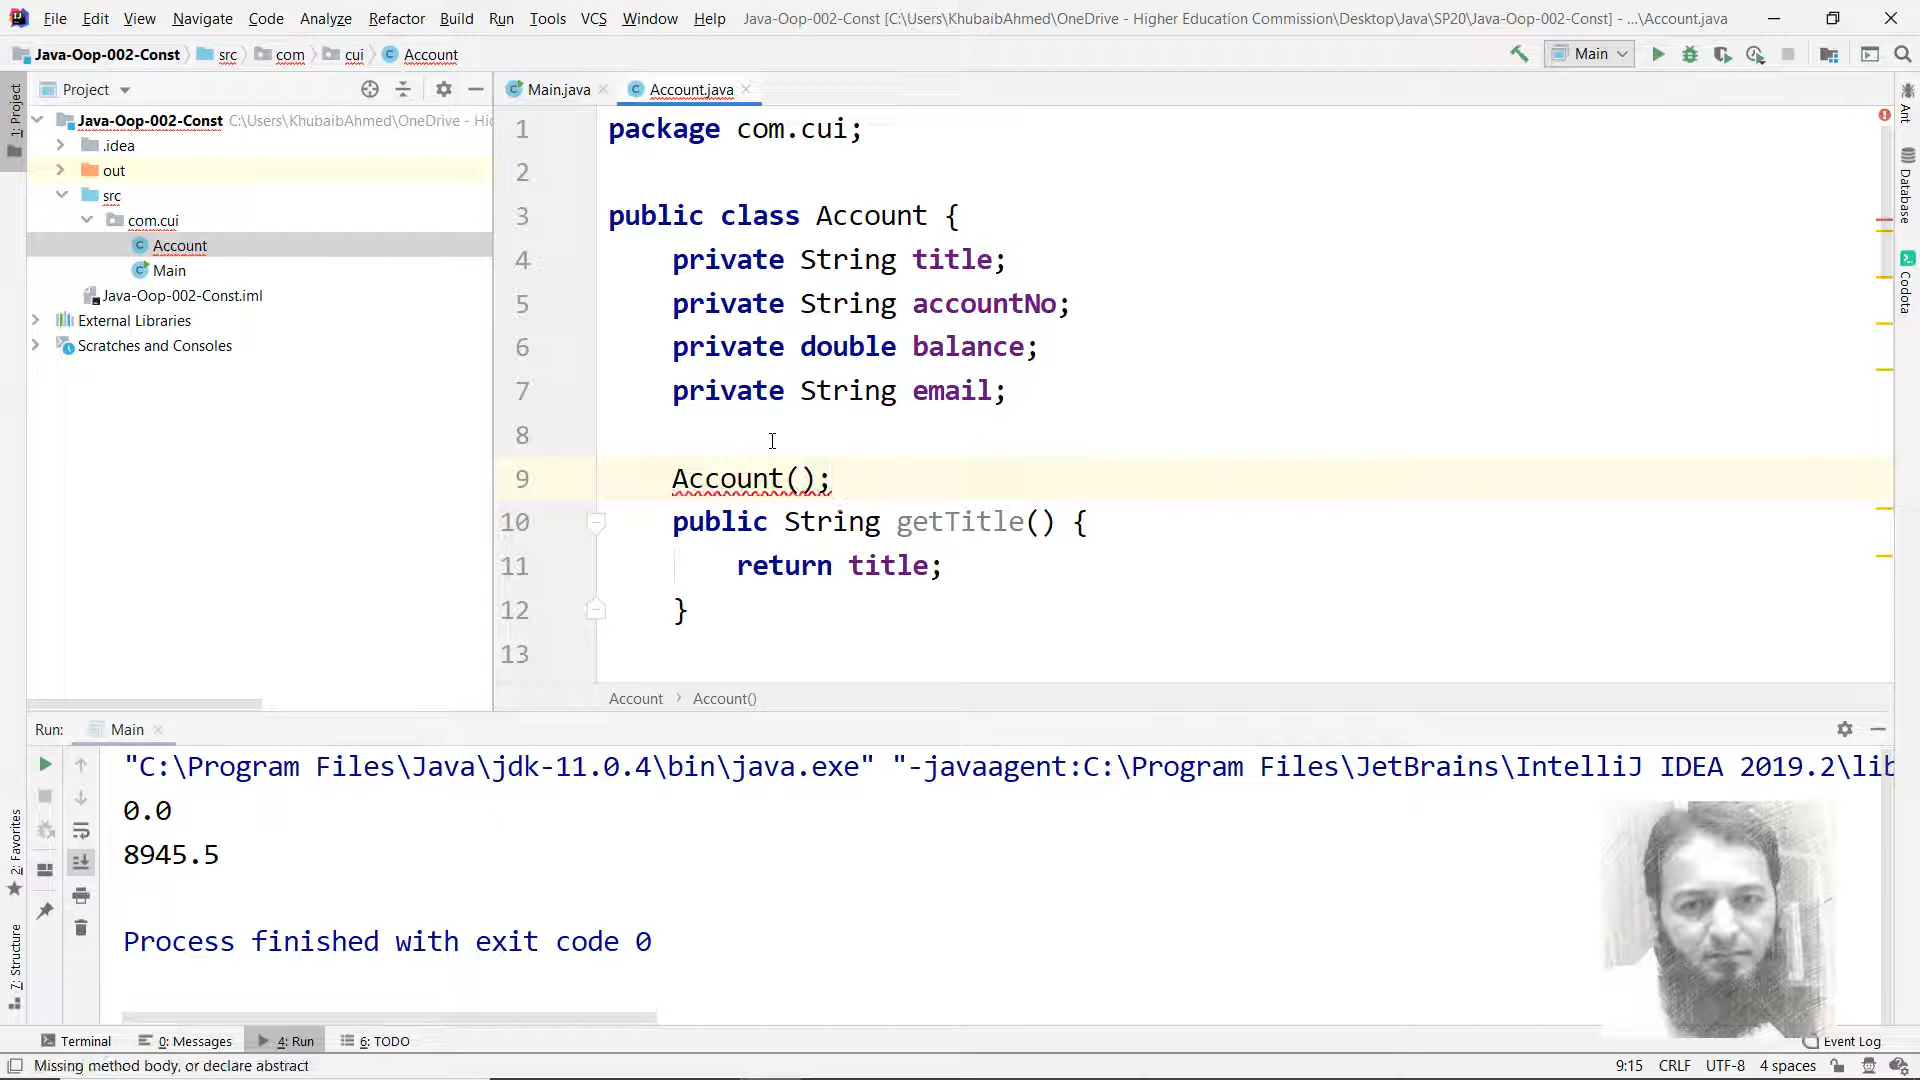 File Edit View Navigate Code Analyze Refactor Build Run Tools VCS Window Help Java-Oop-002-Const [C:\Users\KhubaibAhmed\OneDrive - Higher Education Commission\Desktop\Java\SP20\Java-Oop-002-Const] - ...\Account.java
Java-Oop-002-Const src com cui Account Main
1: Project
Project
Java-Oop-002-Const C:\Users\KhubaibAhmed\OneDrive - Hi
.idea
out
src
com.cui
Account
Main
Java-Oop-002-Const.iml
External Libraries
Scratches and Consoles
Main.java Account.java
1 package com.cui;
2
3 public class Account {
4 private String title;
5 private String accountNo;
6 private double balance;
7 private String email;
8
9 Account();
10 public String getTitle() {
11 return title;
12 }
13
Account Account()
Ant
Database
Codota
Run: Main
"C:\Program Files\Java\jdk-11.0.4\bin\java.exe" "-javaagent:C:\Program Files\JetBrains\IntelliJ IDEA 2019.2\lib
0.0
8945.5
Process finished with exit code 0
2: Favorites
7: Structure
Terminal 0: Messages 4: Run 6: TODO Event Log
Missing method body, or declare abstract 9:15 CRLF UTF-8 4 spaces